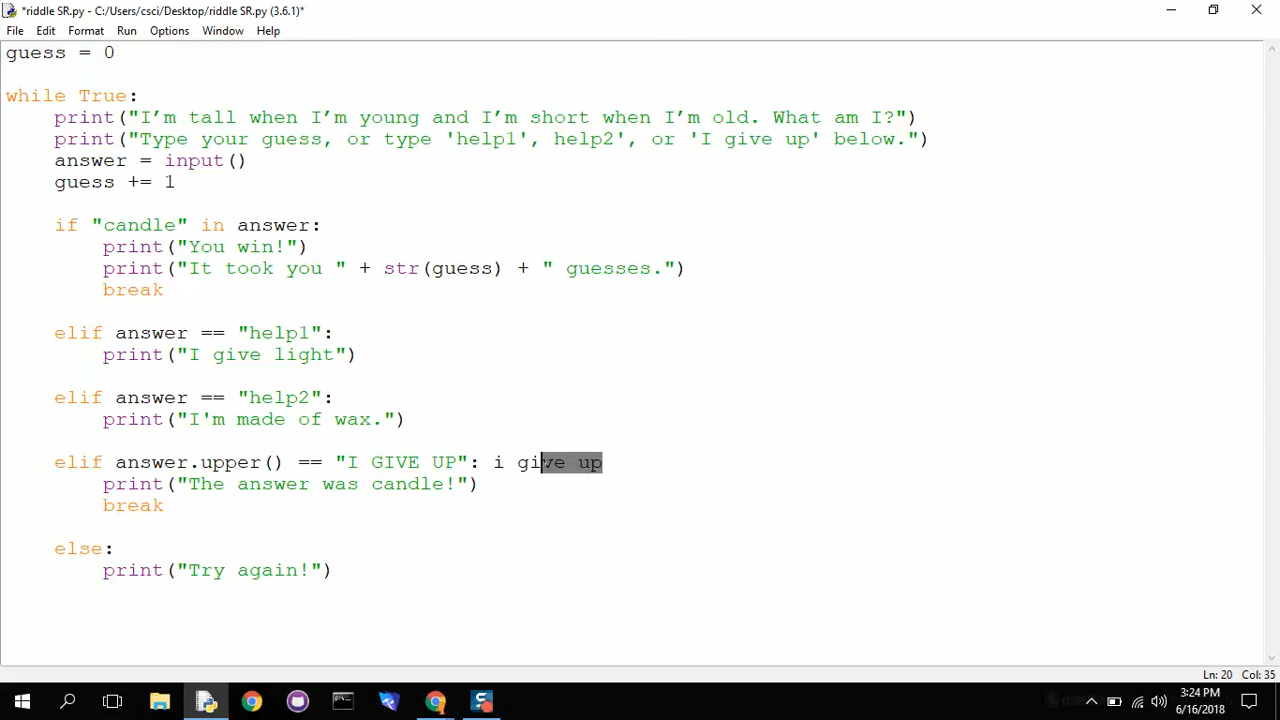 *riddle SR.py - C:/Users/csci/Desktop/riddle SR.py (3.6.1)*
File Edit Format Run Options Window Help
guess = 0
while True:
print("I’m tall when I’m young and I’m short when I’m old. What am I?")
print("Type your guess, or type 'help1', help2', or 'I give up' below.")
answer = input()
guess += 1
if "candle" in answer:
print("You win!")
print("It took you " + str(guess) + " guesses.")
break
elif answer == "help1":
print("I give light")
elif answer == "help2":
print("I'm made of wax.")
elif answer.upper() == "I GIVE UP": i give up
print("The answer was candle!")
break
else:
print("Try again!")
Ln: 20 Col: 35
3:24 PM
6/16/2018